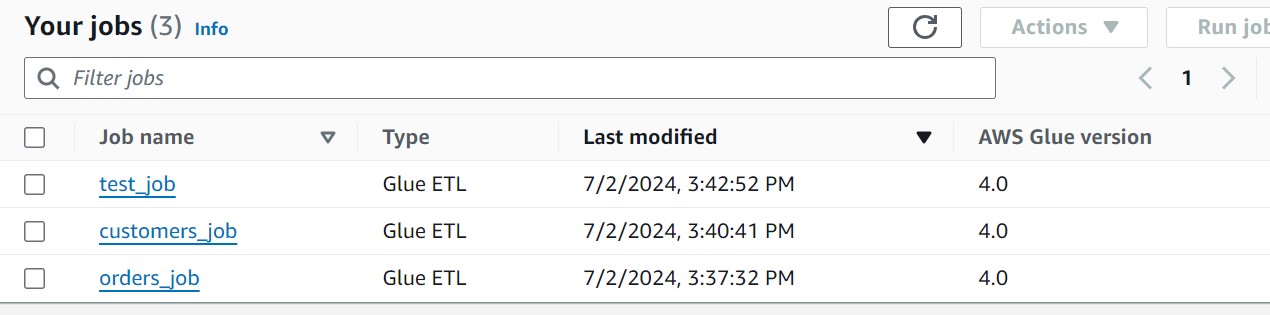 Your jobs (3) Info Actions Run job
Filter jobs 1
Job name Type Last modified AWS Glue version
test_job Glue ETL 7/2/2024, 3:42:52 PM 4.0
customers_job Glue ETL 7/2/2024, 3:40:41 PM 4.0
orders_job Glue ETL 7/2/2024, 3:37:32 PM 4.0